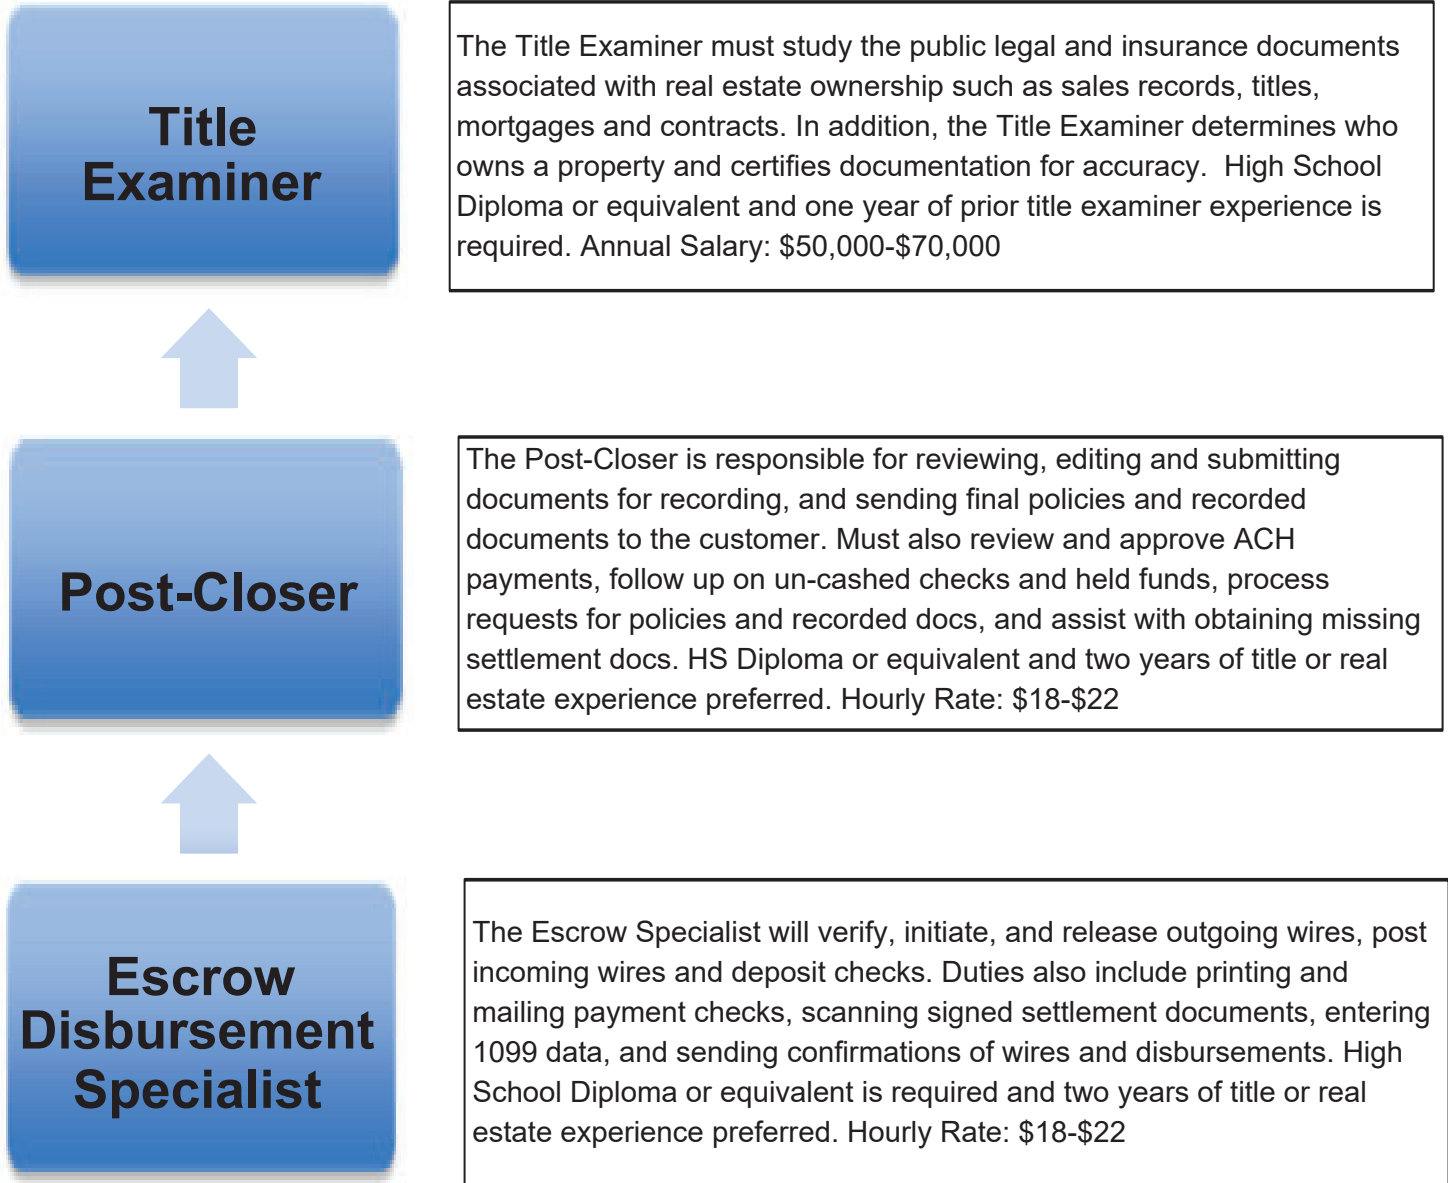 Title
Examiner
The Title Examiner must study the public legal and insurance documents
associated with real estate ownership such as sales records, titles,
mortgages and contracts. In addition, the Title Examiner determines who
owns a property and certifies documentation for accuracy.  High School
Diploma or equivalent and one year of prior title examiner experience is
required. Annual Salary: $50,000-$70,000
Post-Closer
The Post-Closer is responsible for reviewing, editing and submitting
documents for recording, and sending final policies and recorded
documents to the customer. Must also review and approve ACH
payments, follow up on un-cashed checks and held funds, process
requests for policies and recorded docs, and assist with obtaining missing
settlement docs. HS Diploma or equivalent and two years of title or real
estate experience preferred. Hourly Rate: $18-$22
Escrow
Disbursement
Specialist
The Escrow Specialist will verify, initiate, and release outgoing wires, post
incoming wires and deposit checks. Duties also include printing and
mailing payment checks, scanning signed settlement documents, entering
1099 data, and sending confirmations of wires and disbursements. High
School Diploma or equivalent is required and two years of title or real
estate experience preferred. Hourly Rate: $18-$22